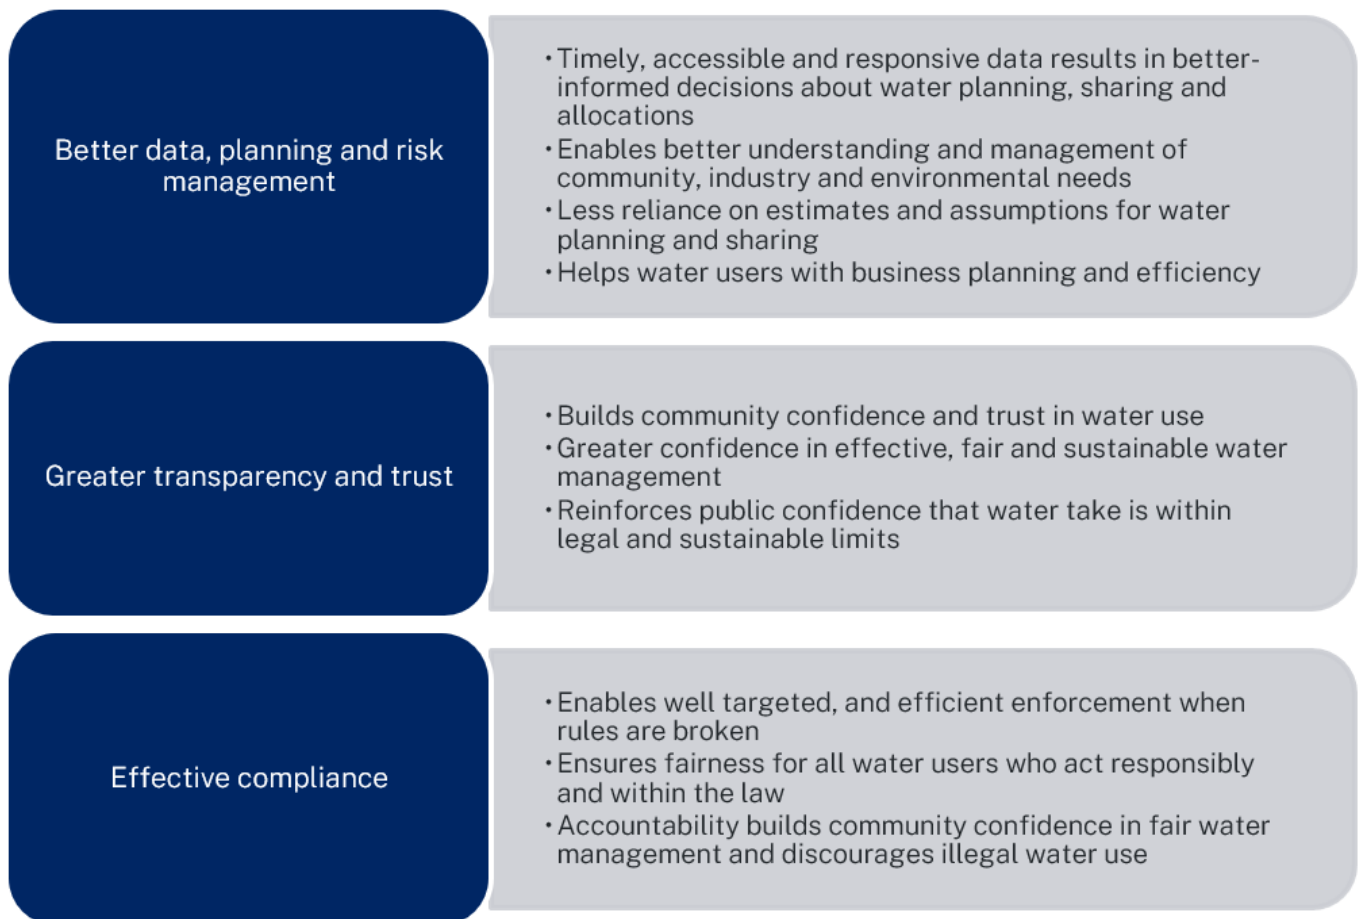 Better data, planning and risk
management
• Timely, accessible and responsive data results in better-
informed decisions about water planning, sharing and
allocations
• Enables better understanding and management of
community, industry and environmental needs
• Less reliance on estimates and assumptions for water
planning and sharing
• Helps water users with business planning and efficiency
Greater transparency and trust
• Builds community confidence and trust in water use
• Greater confidence in effective, fair and sustainable water
management
• Reinforces public confidence that water take is within
legal and sustainable limits
Effective compliance
• Enables well targeted, and efficient enforcement when
rules are broken
• Ensures fairness for all water users who act responsibly
and within the law
• Accountability builds community confidence in fair water
management and discourages illegal water use